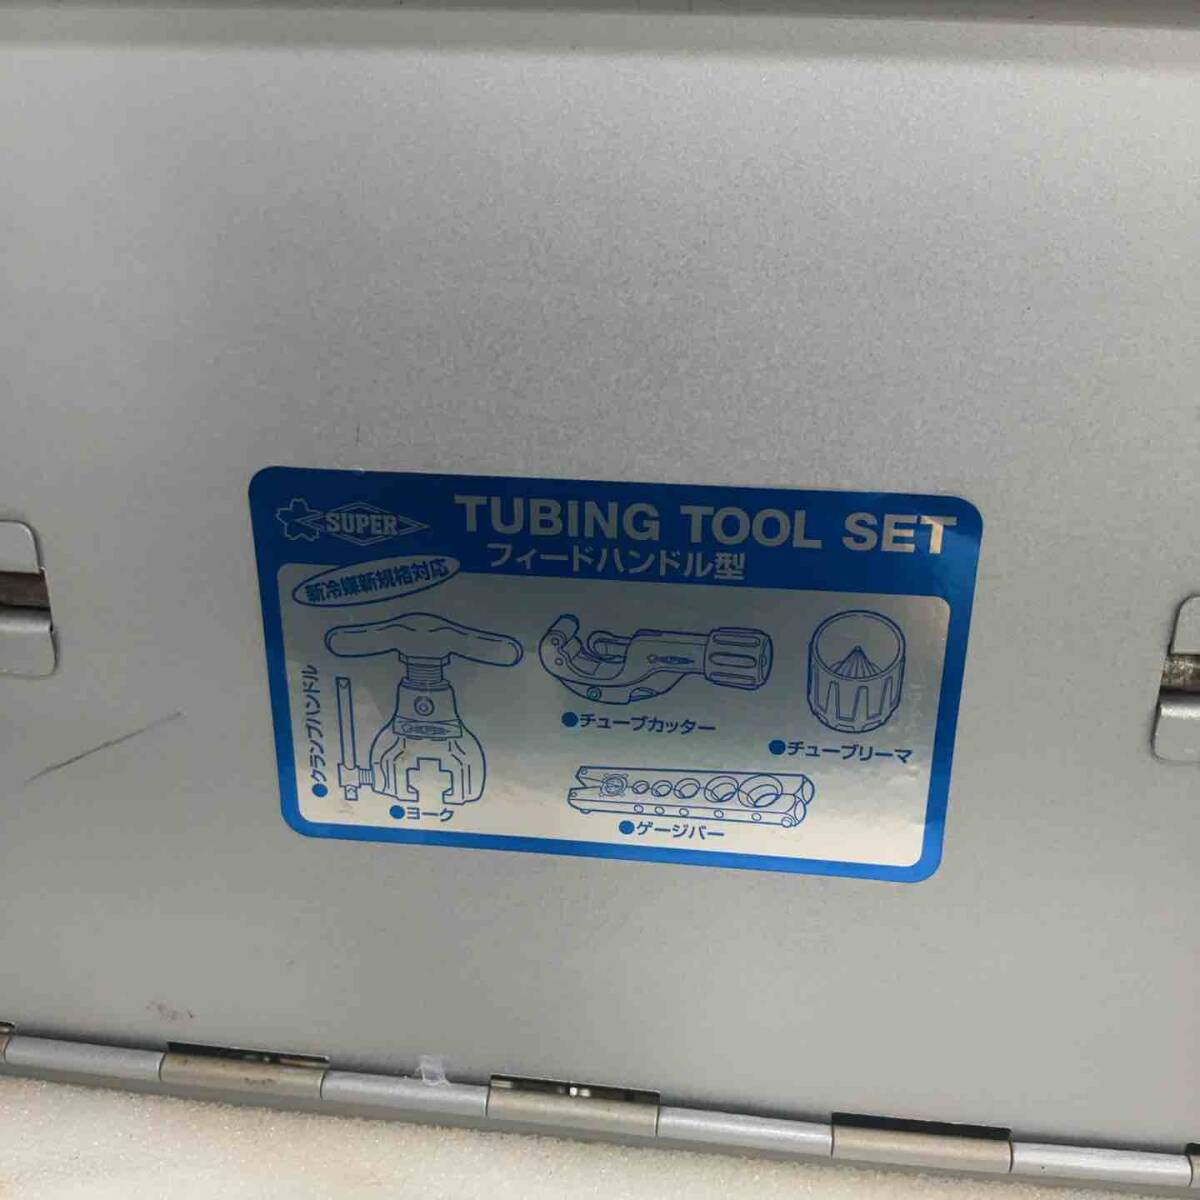 SUPER
TUBING TOOL SET
フィードハンドル型
新冷媒新規格対応
●クランプハンドル
●ヨーク
●チューブカッター
●チューブリーマ
●ゲージバー